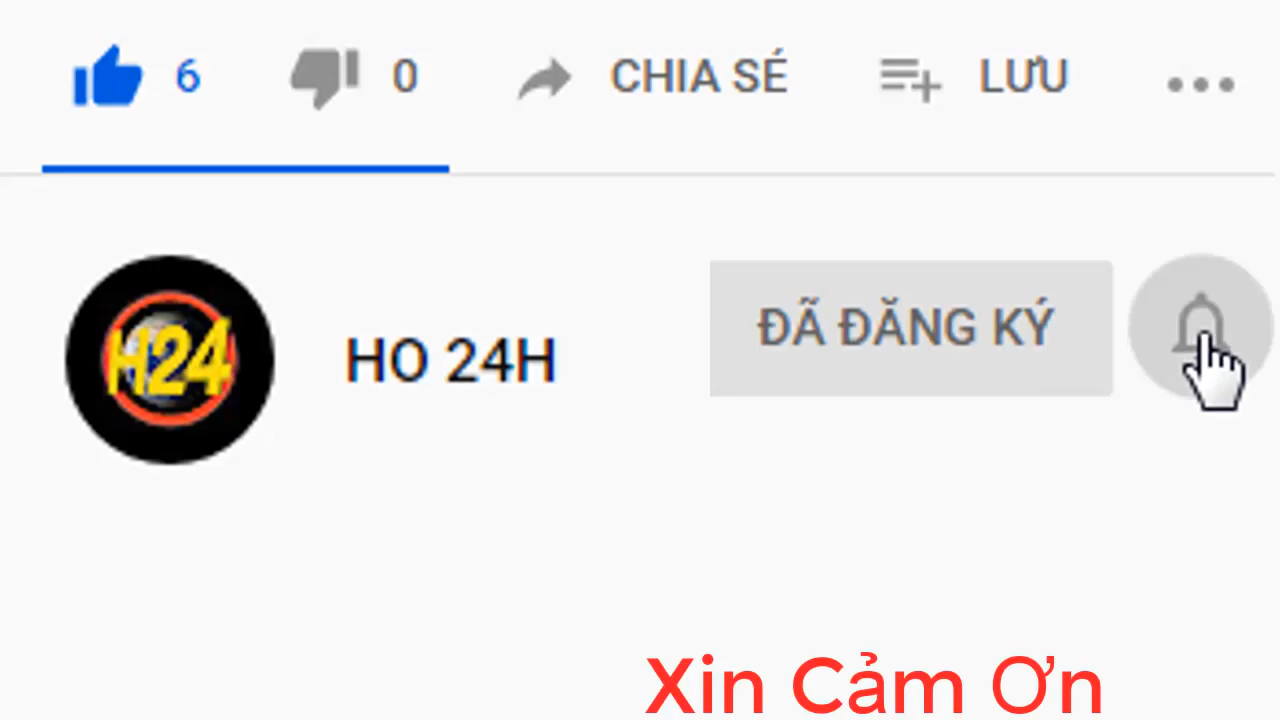 6 0 CHIA SẺ LƯU
H24 HO 24H ĐÃ ĐĂNG KÝ
Xin Cảm Ơn